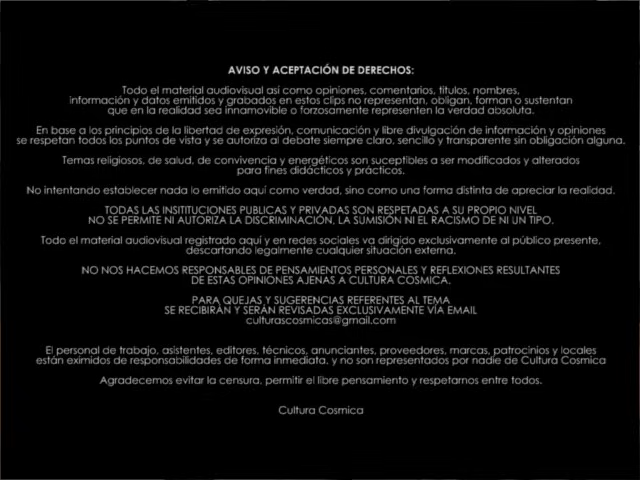 AVISO Y ACEPTACIÓN DE DERECHOS:
Todo el material audiovisual asi como opiniones, comentarios, titulos, nombres,
información y datos emitidos y grabados en estos clips no representan, obligan, forman o sustentan
que en la realidad sea innamovible o forzosamente representen la verdad absoluta.
En base a los principios de la libertad de expresión, comunicación y libre divulgación de información y opiniones
se respetan todos los puntos de vista y se autoriza al debate siempre claro, sencillo y transparente sin obligación alguna.
Temas religiosos, de salud, de convivencia y energéticos son suceptibles a ser modificados y alterados
para fines didácticos y prácticos.
No intentando establecer nada lo emitido aquí como verdad, sino como una forma distinta de apreciar la realidad.
TODAS LAS INSITITUCIONES PUBLICAS Y PRIVADAS SON RESPETADAS A SU PROPIO NIVEL
NO SE PERMITE NI AUTORIZA LA DISCRIMINACIÓN, LA SUMISIÓN NI EL RACISMO DE NI UN TIPO.
Todo el material audiovisual registrado aquí y en redes sociales va dirigido exclusivamente al público presente,
descartando legalmente cualquier situación externa.
NO NOS HACEMOS RESPONSABLES DE PENSAMIENTOS PERSONALES Y REFLEXIONES RESULTANTES
DE ESTAS OPINIONES AJENAS A CULTURA COSMICA.
PARA QUEJAS Y SUGERENCIAS REFERENTES AL TEMA
SE RECIBIRÁN Y SERÁN REVISADAS EXCLUSIVAMENTE VÍA EMAIL
culturascosmicas@gmail.com
El personal de trabajo, asistentes, editores, técnicos, anunciantes, proveedores, marcas, patrocinios y locales
están eximidos de responsabilidades de forma inmediata, y no son representados por nadie de Cultura Cosmica
Agradecemos evitar la censura, permitir el libre pensamiento y respetarnos entre todos.
Cultura Cosmica